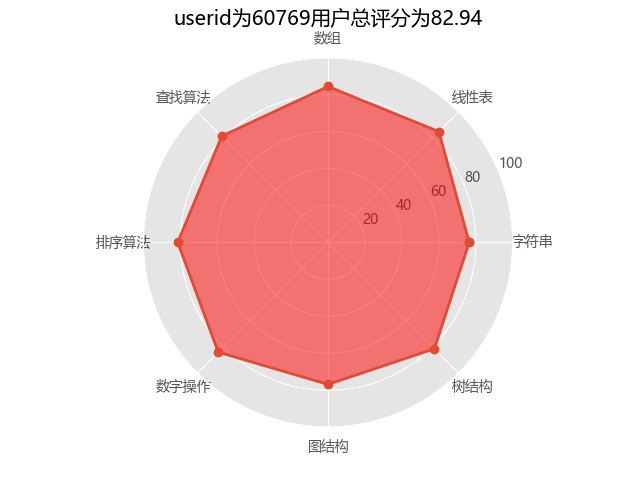 userid为60769用户总评分为82.94
数组
查找算法
线性表
100
80
60
40
20
排序算法
字符串
数字操作
树结构
图结构